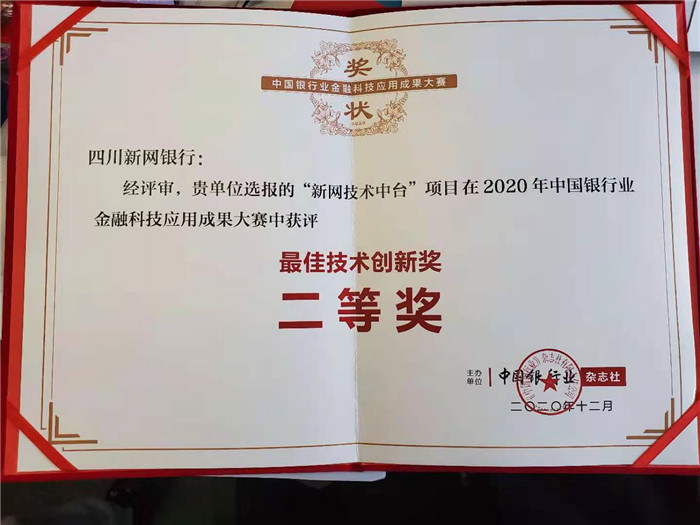 奖
中国银行业金融科技应用成果大赛
状
四川新网银行：
经评审，贵单位选报的“新网技术中台”项目在2020年中国银行业
金融科技应用成果大赛中获评
最佳技术创新奖
二等奖
主办
单位
中国银行业 杂志社
二〇二〇年十二月